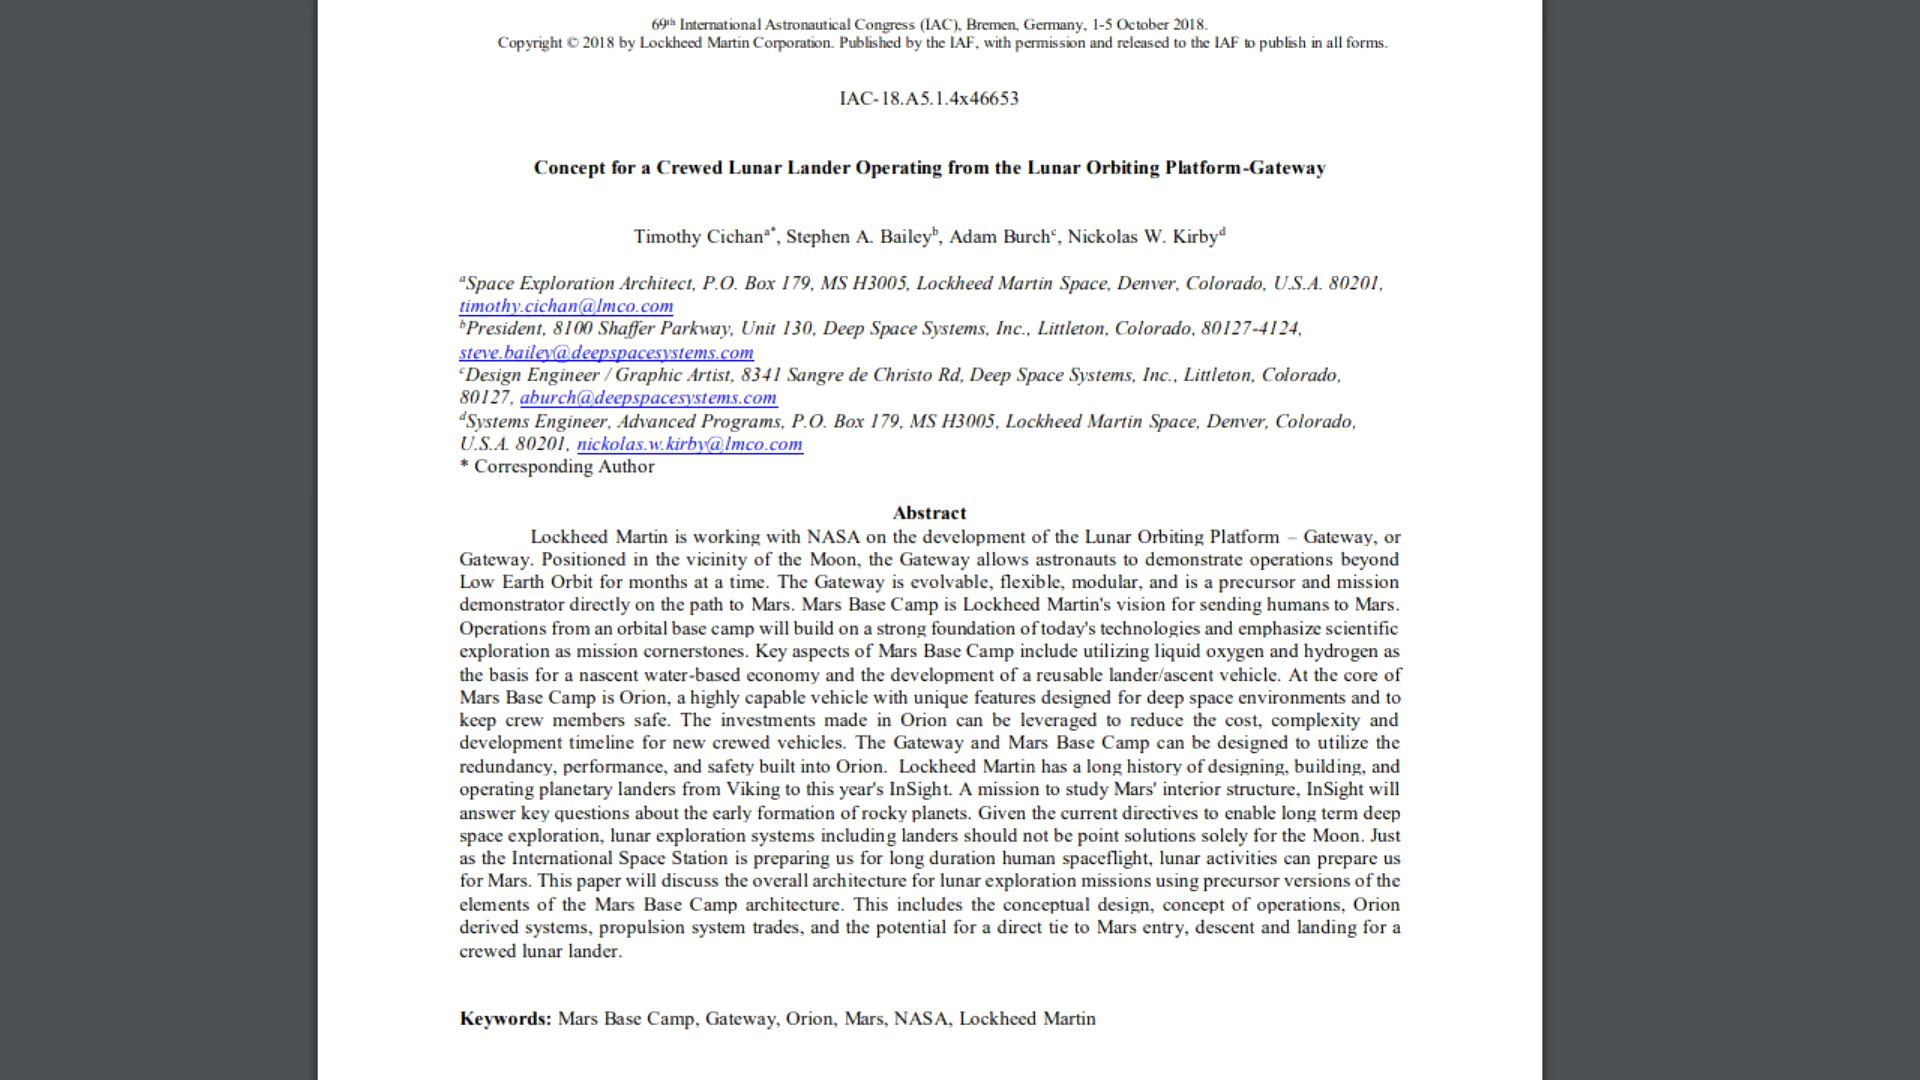 69th International Astronautical Congress (IAC), Bremen, Germany, 1-5 October 2018.
Copyright © 2018 by Lockheed Martin Corporation. Published by the IAF, with permission and released to the IAF to publish in all forms.
IAC-18.A5.1.4x46653
Concept for a Crewed Lunar Lander Operating from the Lunar Orbiting Platform-Gateway
Timothy Cichana*, Stephen A. Baileyb, Adam Burchc, Nickolas W. Kirbyd
aSpace Exploration Architect, P.O. Box 179, MS H3005, Lockheed Martin Space, Denver, Colorado, U.S.A. 80201,
timothy.cichan@lmco.com
bPresident, 8100 Shaffer Parkway, Unit 130, Deep Space Systems, Inc., Littleton, Colorado, 80127-4124,
steve.bailey@deepspacesystems.com
cDesign Engineer / Graphic Artist, 8341 Sangre de Christo Rd, Deep Space Systems, Inc., Littleton, Colorado,
80127, aburch@deepspacesystems.com
dSystems Engineer, Advanced Programs, P.O. Box 179, MS H3005, Lockheed Martin Space, Denver, Colorado,
U.S.A. 80201, nickolas.w.kirby@lmco.com
* Corresponding Author
Abstract
Lockheed Martin is working with NASA on the development of the Lunar Orbiting Platform – Gateway, or
Gateway. Positioned in the vicinity of the Moon, the Gateway allows astronauts to demonstrate operations beyond
Low Earth Orbit for months at a time. The Gateway is evolvable, flexible, modular, and is a precursor and mission
demonstrator directly on the path to Mars. Mars Base Camp is Lockheed Martin's vision for sending humans to Mars.
Operations from an orbital base camp will build on a strong foundation of today's technologies and emphasize scientific
exploration as mission cornerstones. Key aspects of Mars Base Camp include utilizing liquid oxygen and hydrogen as
the basis for a nascent water-based economy and the development of a reusable lander/ascent vehicle. At the core of
Mars Base Camp is Orion, a highly capable vehicle with unique features designed for deep space environments and to
keep crew members safe. The investments made in Orion can be leveraged to reduce the cost, complexity and
development timeline for new crewed vehicles. The Gateway and Mars Base Camp can be designed to utilize the
redundancy, performance, and safety built into Orion. Lockheed Martin has a long history of designing, building, and
operating planetary landers from Viking to this year's InSight. A mission to study Mars' interior structure, InSight will
answer key questions about the early formation of rocky planets. Given the current directives to enable long term deep
space exploration, lunar exploration systems including landers should not be point solutions solely for the Moon. Just
as the International Space Station is preparing us for long duration human spaceflight, lunar activities can prepare us
for Mars. This paper will discuss the overall architecture for lunar exploration missions using precursor versions of the
elements of the Mars Base Camp architecture. This includes the conceptual design, concept of operations, Orion
derived systems, propulsion system trades, and the potential for a direct tie to Mars entry, descent and landing for a
crewed lunar lander.
Keywords: Mars Base Camp, Gateway, Orion, Mars, NASA, Lockheed Martin